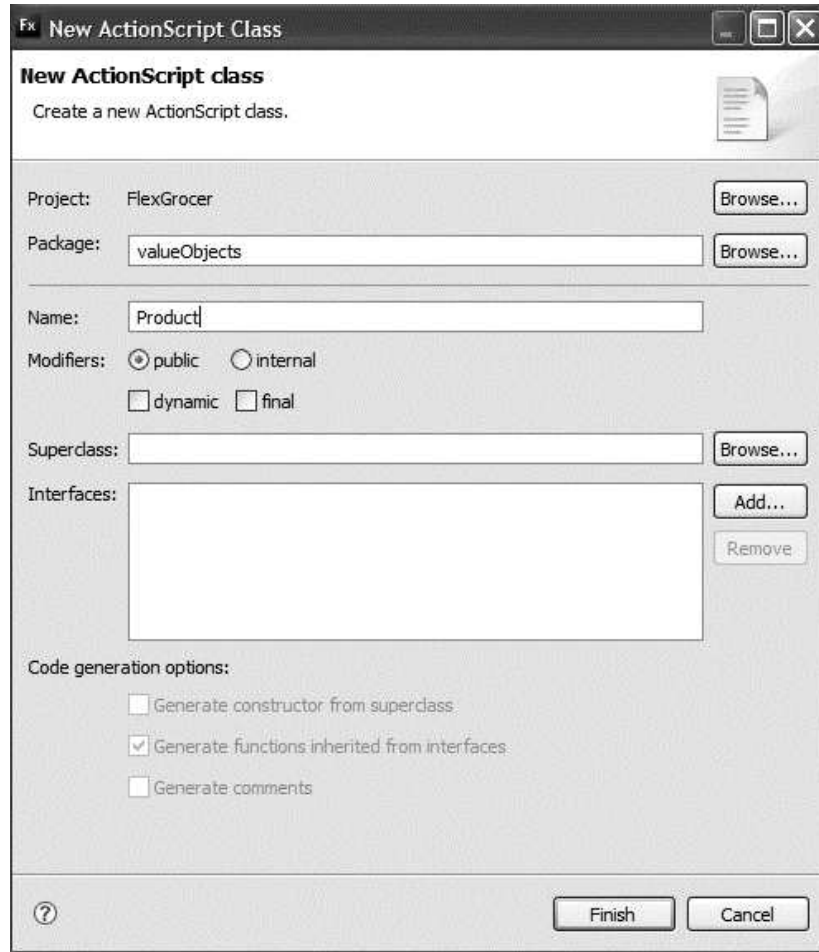 Fx New ActionScript Class
New ActionScript class
Create a new ActionScript class.
Project: FlexGrocer Browse...
Package: valueObjects Browse...
Name: Product
Modifiers: public internal
dynamic final
Superclass: Browse...
Interfaces: Add...
Remove
Code generation options:
Generate constructor from superclass
Generate functions inherited from interfaces
Generate comments
? Finish Cancel